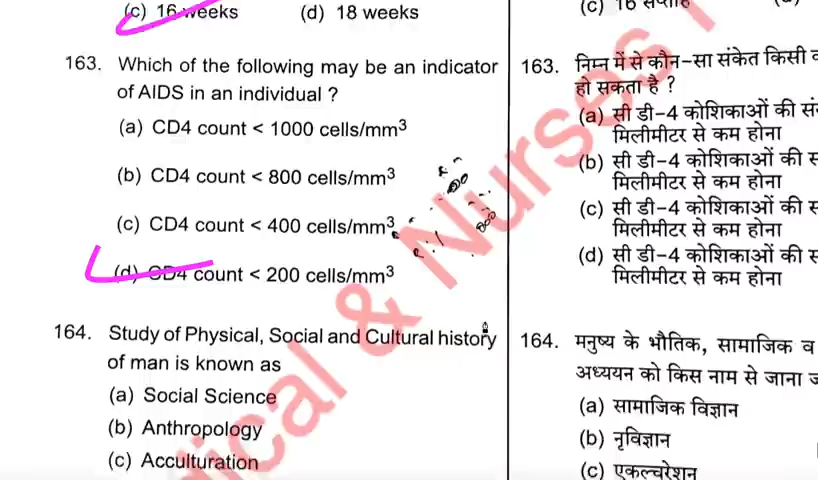 (c) 16 weeks (d) 18 weeks
163. Which of the following may be an indicator
of AIDS in an individual ?
(a) CD4 count < 1000 cells/mm³
(b) CD4 count < 800 cells/mm³
(c) CD4 count < 400 cells/mm³
(d) CD4 count < 200 cells/mm³
164. Study of Physical, Social and Cultural history
of man is known as
(a) Social Science
(b) Anthropology
(c) Acculturation
(c) 16 सप्ताह
163. निम्न में से कौन-सा संकेत किसी
हो सकता है ?
(a) सी डी-4 कोशिकाओं की
मिलीमीटर से कम होना
(b) सी डी-4 कोशिकाओं की
मिलीमीटर से कम होना
(c) सी डी-4 कोशिकाओं की
मिलीमीटर से कम होना
(d) सी डी-4 कोशिकाओं की
मिलीमीटर से कम होना
164. मनुष्य के भौतिक, सामाजिक व
अध्ययन को किस नाम से जाना
(a) सामाजिक विज्ञान
(b) नृविज्ञान
(c) एकल्चरेशन
& Nurses